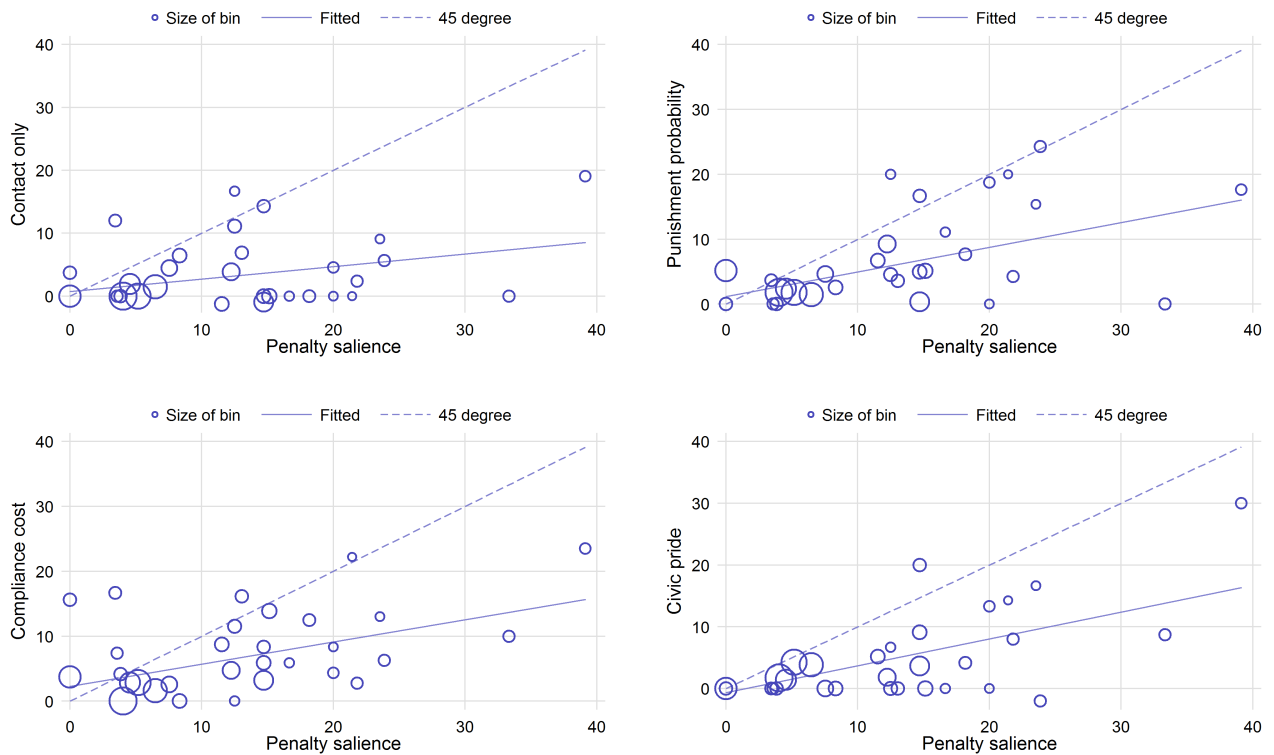 Size of bin Fitted 45 degree
40
30
20
10
0
Contact only
0 10 20 30 40
Penalty salience
Size of bin Fitted 45 degree
40
30
20
10
0
Punishment probability
0 10 20 30 40
Penalty salience
Size of bin Fitted 45 degree
40
30
20
10
0
Compliance cost
0 10 20 30 40
Penalty salience
Size of bin Fitted 45 degree
40
30
20
10
0
Civic pride
0 10 20 30 40
Penalty salience